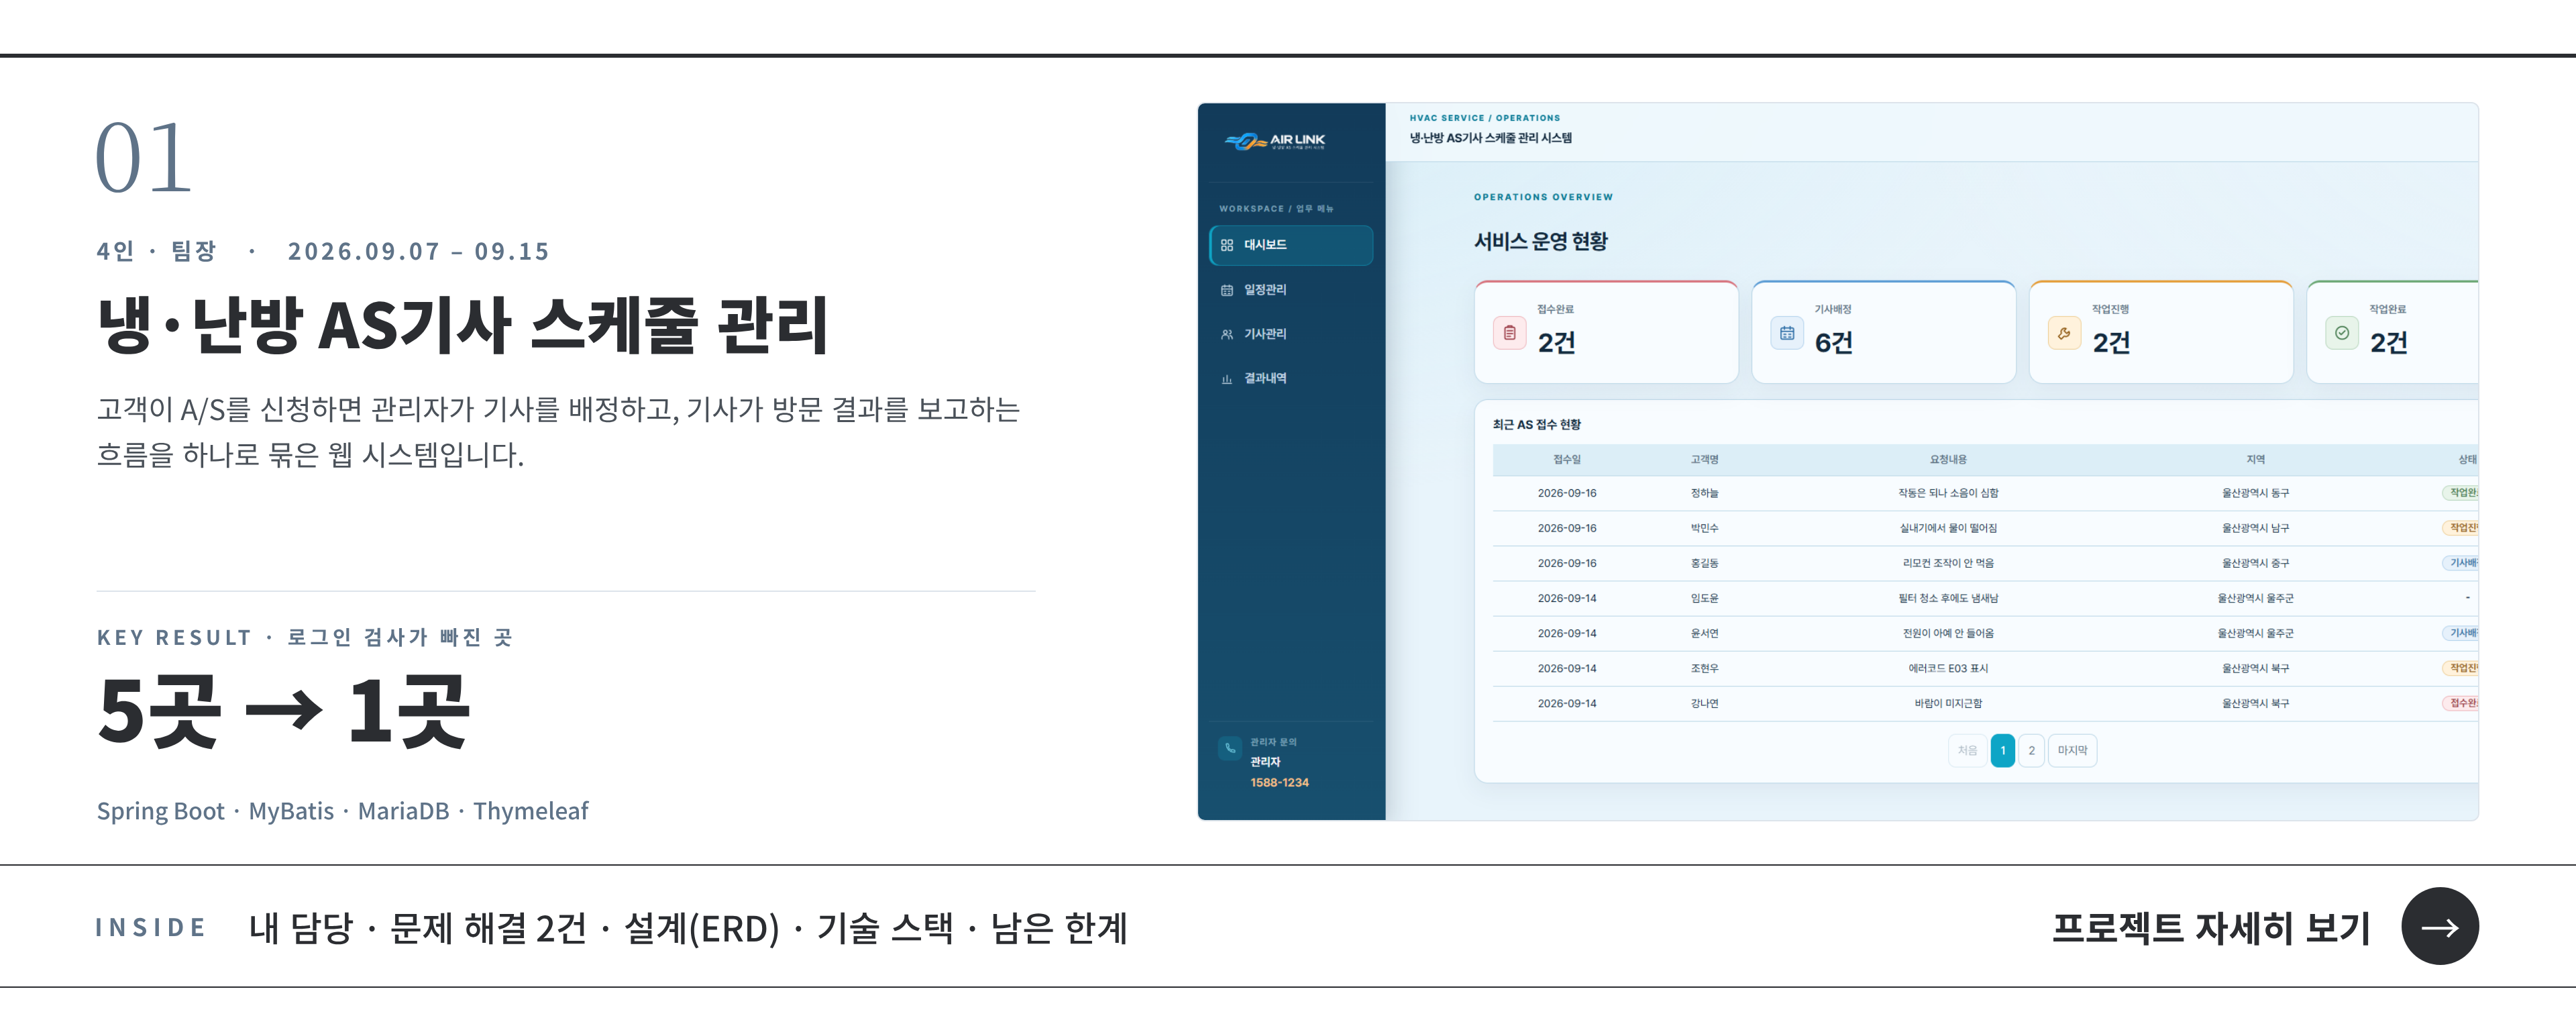 01
4인 · 팀장 · 2026.09.07 – 09.15
냉·난방 AS기사 스케줄 관리
고객이 A/S를 신청하면 관리자가 기사를 배정하고, 기사가 방문 결과를 보고하는
흐름을 하나로 묶은 웹 시스템입니다.
KEY RESULT · 로그인 검사가 빠진 곳
5곳 → 1곳
Spring Boot · MyBatis · MariaDB · Thymeleaf
AIR LINK
WORKSPACE / 업무 메뉴
대시보드
일정관리
기사관리
결과내역
관리자 문의
관리자
1588-1234
HVAC SERVICE / OPERATIONS
냉·난방 AS기사 스케줄 관리 시스템
OPERATIONS OVERVIEW
서비스 운영 현황
접수완료 기사배정 작업진행 작업완료
2건 6건 2건 2건
최근 AS 접수 현황
접수일 고객명 요청내용 지역 상태
2026-09-16 정하늘 작동은 되나 소음이 심함 울산광역시 동구 작업완
2026-09-16 박민수 실내기에서 물이 떨어짐 울산광역시 남구 작업진
2026-09-16 홍길동 리모컨 조작이 안 먹음 울산광역시 중구 기사배
2026-09-14 임도윤 필터 청소 후에도 냄새남 울산광역시 울주군 -
2026-09-14 윤서연 전원이 아예 안 들어옴 울산광역시 울주군 기사배
2026-09-14 조현우 에러코드 E03 표시 울산광역시 북구 작업진
2026-09-14 강나연 바람이 미지근함 울산광역시 북구 접수완
처음 1 2 마지막
INSIDE 내 담당 · 문제 해결 2건 · 설계(ERD) · 기술 스택 · 남은 한계
프로젝트 자세히 보기 →